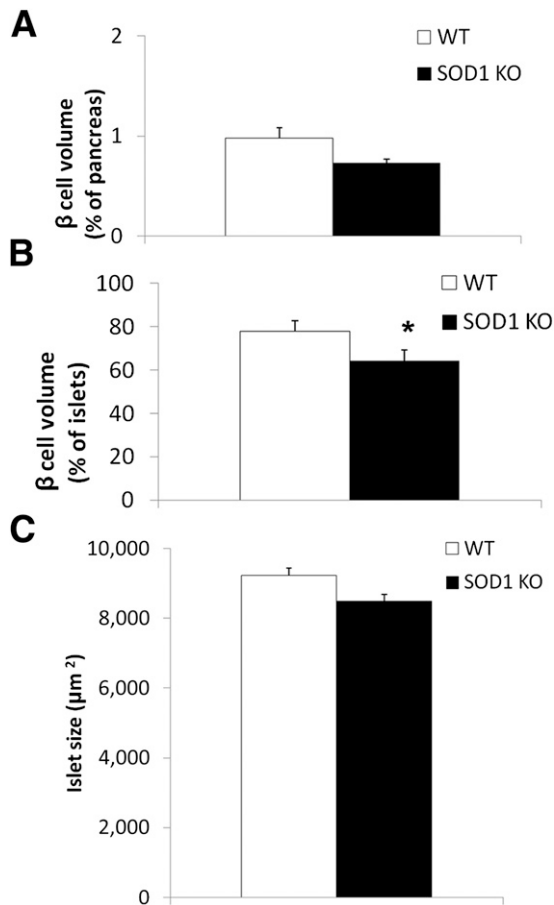 A
β cell volume
(% of pancreas)
2
1
0
WT
SOD1 KO
B
β cell volume
(% of islets)
100
80
60
40
20
0
WT
SOD1 KO
*
C
Islet size (µm ²)
10,000
8,000
6,000
4,000
2,000
0
WT
SOD1 KO